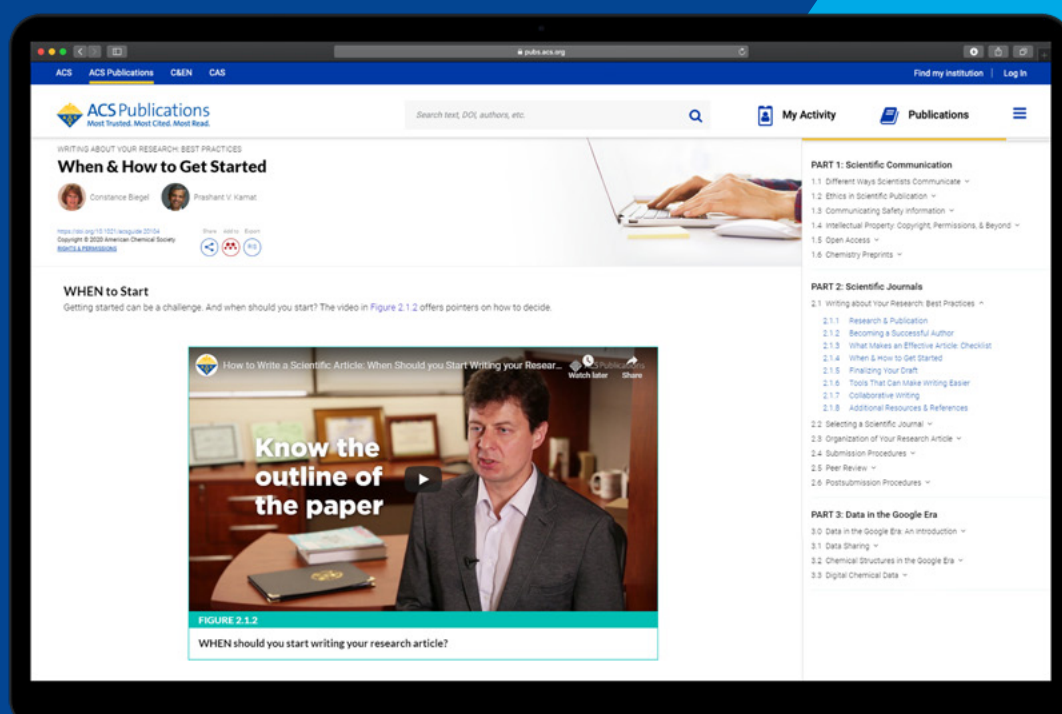 pubs.acs.org
ACS ACS Publications C&EN CAS
Find my institution | Log In
ACS Publications
Most Trusted. Most Cited. Most Read.
Search text, DOI, authors, etc.
My Activity
Publications
WRITING ABOUT YOUR RESEARCH: BEST PRACTICES
When & How to Get Started
Constance Biegel Prashant V. Kamat
https://doi.org/10.1021/acsguide.20104
Copyright © 2020 American Chemical Society
RIGHTS & PERMISSIONS
Share Add to Export
RIS
WHEN to Start
Getting started can be a challenge. And when should you start? The video in Figure 2.1.2 offers pointers on how to decide.
How to Write a Scientific Article: When Should you Start Writing your Resear...
ACS Publications
Watch later Share
Know the
outline of
the paper
FIGURE 2.1.2
WHEN should you start writing your research article?
PART 1: Scientific Communication
1.1 Different Ways Scientists Communicate
1.2 Ethics in Scientific Publication
1.3 Communicating Safety Information
1.4 Intellectual Property: Copyright, Permissions, & Beyond
1.5 Open Access
1.6 Chemistry Preprints
PART 2: Scientific Journals
2.1 Writing about Your Research: Best Practices
2.1.1 Research & Publication
2.1.2 Becoming a Successful Author
2.1.3 What Makes an Effective Article: Checklist
2.1.4 When & How to Get Started
2.1.5 Finalizing Your Draft
2.1.6 Tools That Can Make Writing Easier
2.1.7 Collaborative Writing
2.1.8 Additional Resources & References
2.2 Selecting a Scientific Journal
2.3 Organization of Your Research Article
2.4 Submission Procedures
2.5 Peer Review
2.6 Postsubmission Procedures
PART 3: Data in the Google Era
3.0 Data in the Google Era: An Introduction
3.1 Data Sharing
3.2 Chemical Structures in the Google Era
3.3 Digital Chemical Data